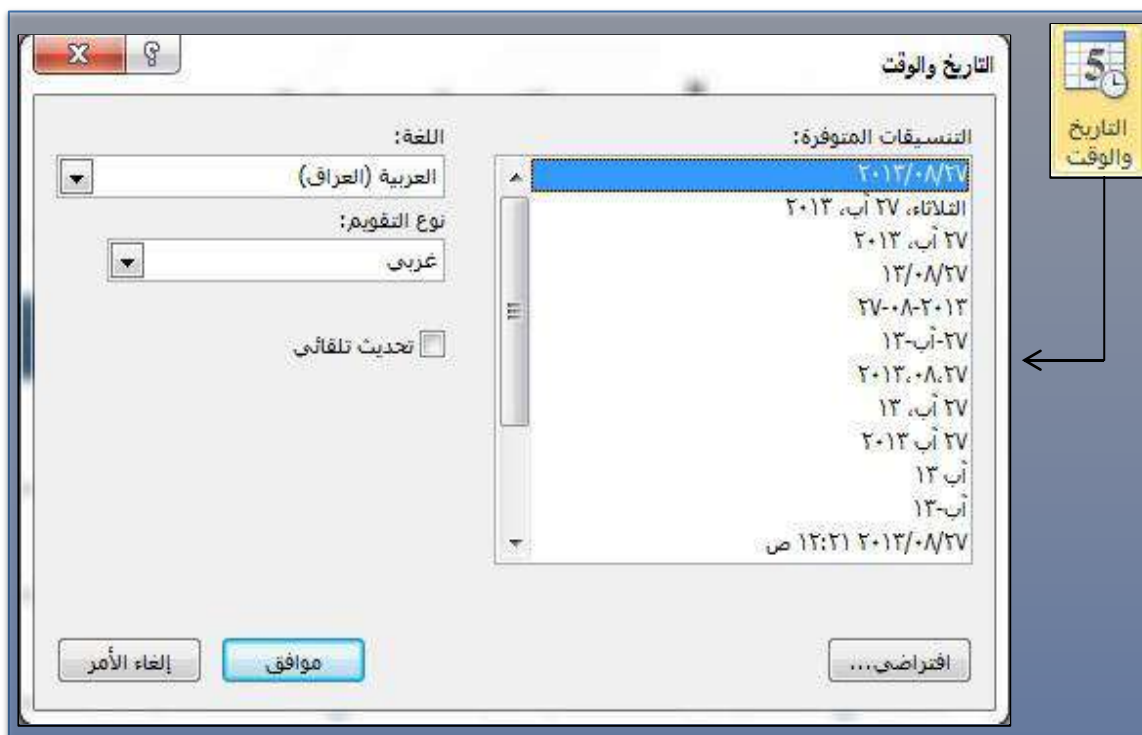 التاريخ والوقت
التاريخ
والوقت
التنسيقات المتوفرة:
٢٠١٣/٠٨/٢٧
الثلاثاء، ٢٧ آب، ٢٠١٣
٢٧ آب، ٢٠١٣
١٣/٠٨/٢٧
٢٠١٣-٠٨-٢٧
٢٧-آب-١٣
٢٠١٣،٠٨،٢٧
٢٧ آب، ١٣
٢٧ آب ٢٠١٣
آب ١٣
آب-١٣
٢٠١٣/٠٨/٢٧ ١٢:٢١ ص
اللغة:
العربية (العراق)
نوع التقويم:
غربي
تحديث تلقائي
افتراضي...
موافق
إلغاء الأمر
5